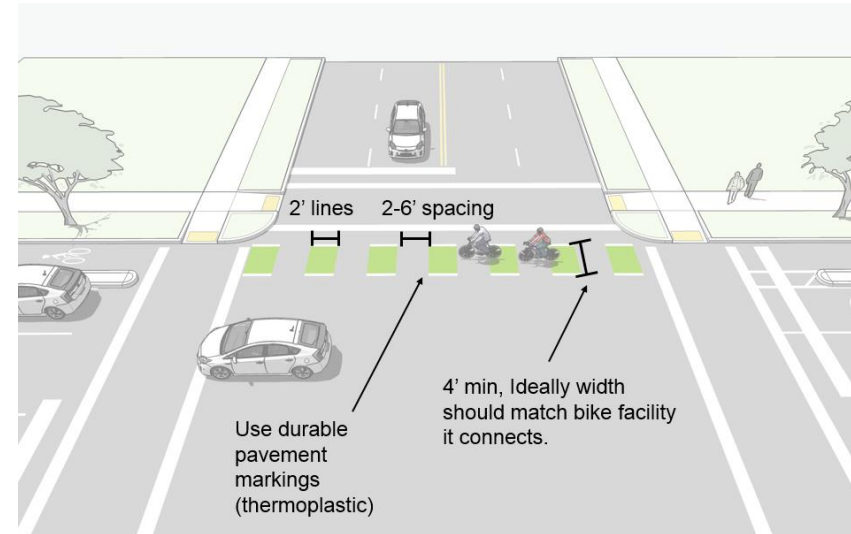 2’ lines
2-6’ spacing
4’ min, Ideally width
should match bike facility
it connects.
Use durable
pavement
markings
(thermoplastic)